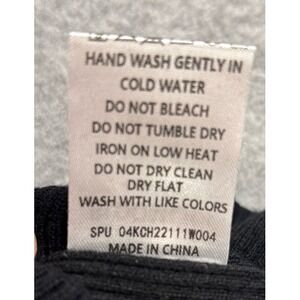 HAND WASH GENTLY IN
COLD WATER
DO NOT BLEACH
DO NOT TUMBLE DRY
IRON ON LOW HEAT
DO NOT DRY CLEAN
DRY FLAT
WASH WITH LIKE COLORS
SPU 04KCH22111W004
MADE IN CHINA